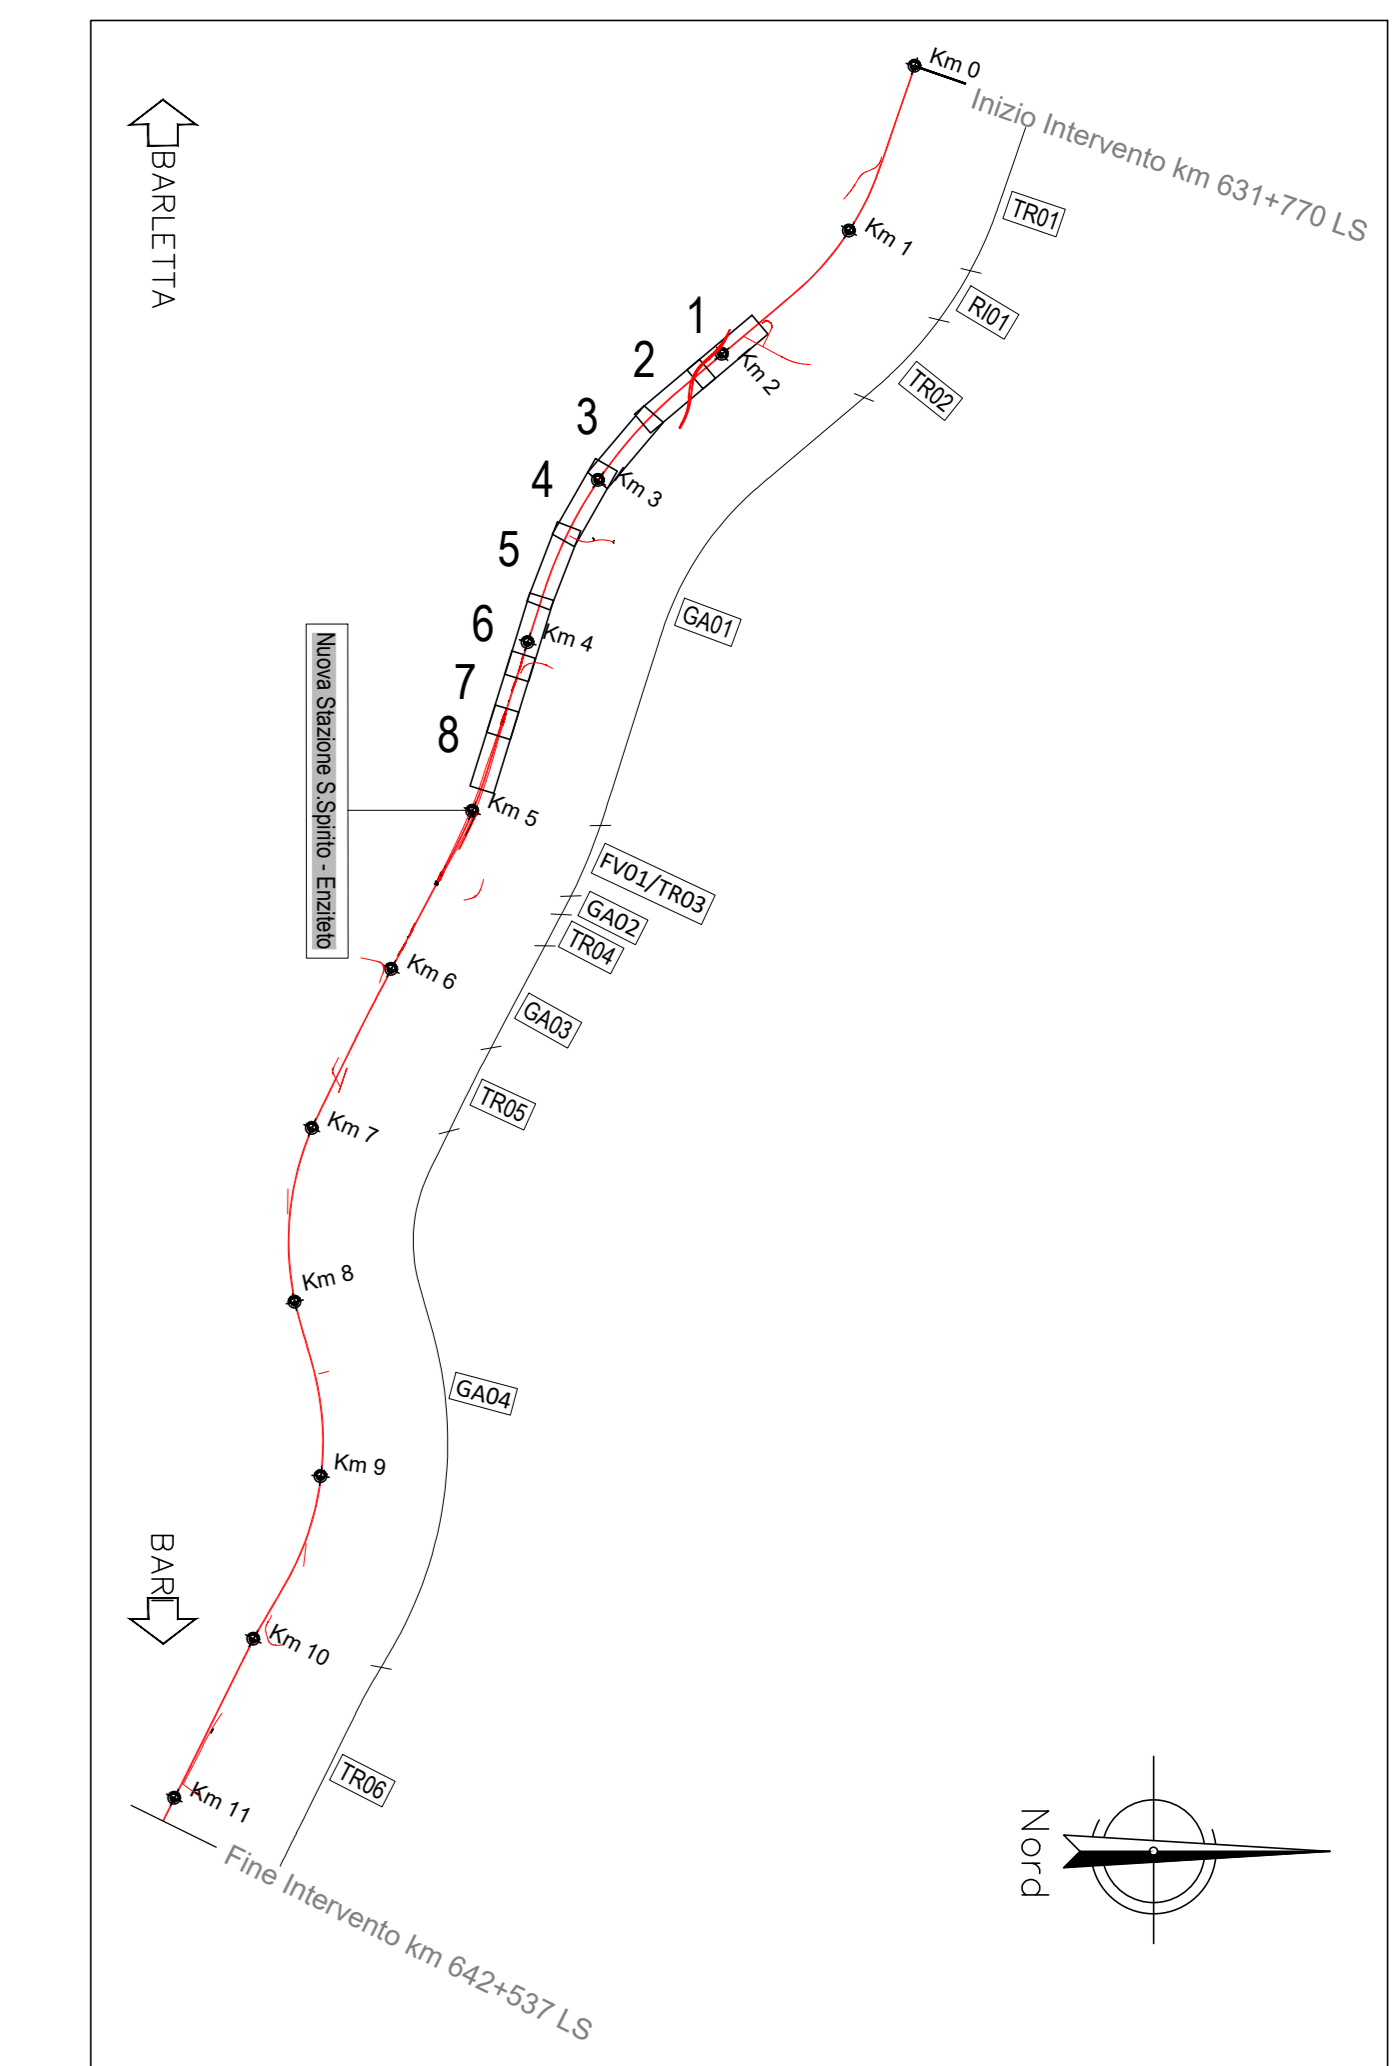 Km 0
Inizio Intervento km 631+770 LS
BARLETTA
TR01
Km 1
RI01
1
Km 2
2
TR02
3
4
Km 3
5
GA01
6
Km 4
7
8
Nuova Stazione S.Spirito - Enziteto
Km 5
FV01/TR03
GA02
TR04
Km 6
GA03
TR05
Km 7
Km 8
GA04
Km 9
BARI
Km 10
TR06
Km 11
Nord
Fine Intervento km 642+537 LS